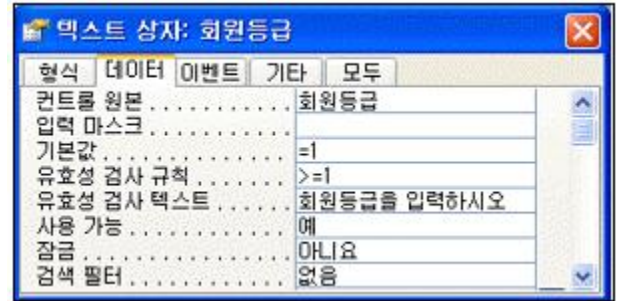 텍스트 상자: 회원등급
형식 데이터 이벤트 기타 모두
컨트롤 원본 . . . . . . . . . . . . 회원등급
입력 마스크 . . . . . . . . . . . .
기본값 . . . . . . . . . . . . . . . =1
유효성 검사 규칙 . . . . . . . >=1
유효성 검사 텍스트 . . . . . . 회원등급을 입력하시오
사용 가능 . . . . . . . . . . . . . 예
잠금 . . . . . . . . . . . . . . . . 아니요
검색 필터 . . . . . . . . . . . . . 없음